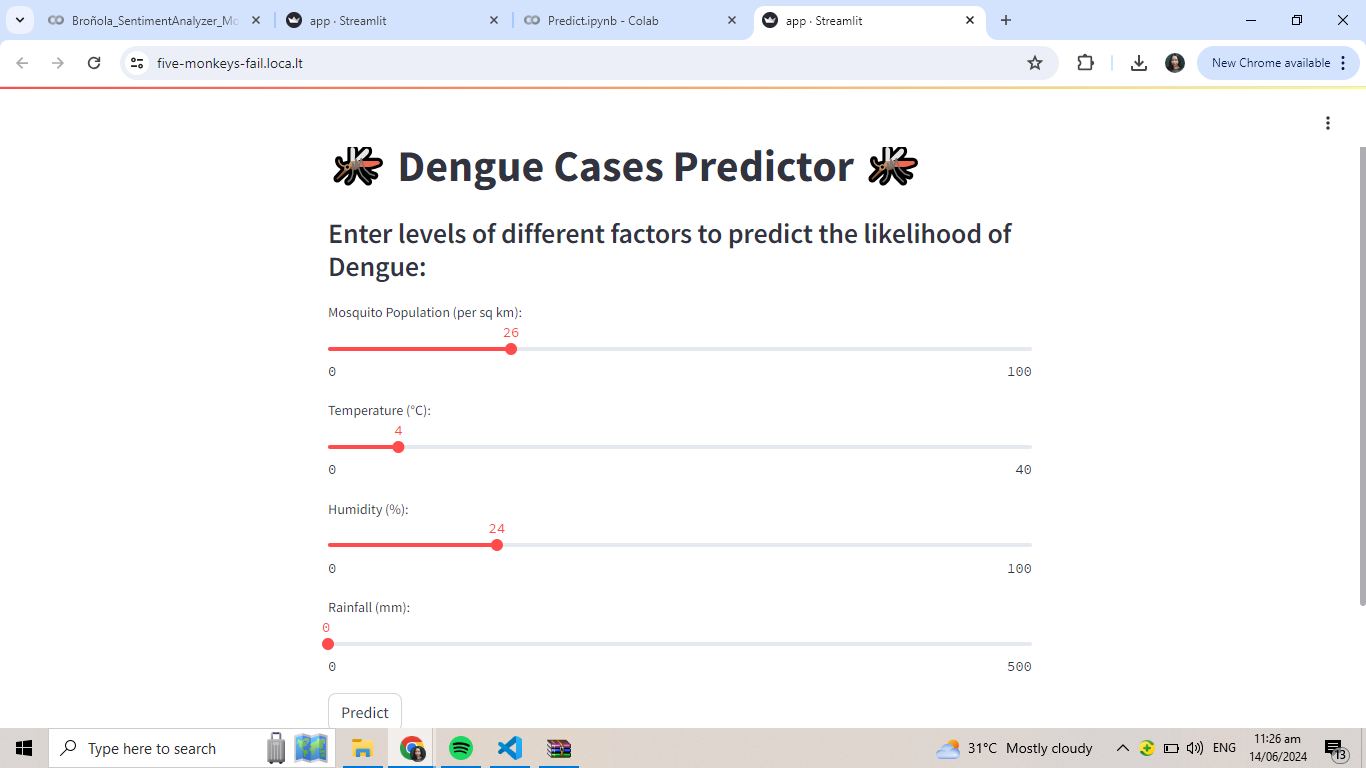 Broñola_SentimentAnalyzer_Mo
app · Streamlit
Predict.ipynb - Colab
app · Streamlit
five-monkeys-fail.loca.lt
New Chrome available
Dengue Cases Predictor
Enter levels of different factors to predict the likelihood of
Dengue:
Mosquito Population (per sq km):
26
0 100
Temperature (°C):
4
0 40
Humidity (%):
24
0 100
Rainfall (mm):
0
0 500
Predict
Type here to search
31°C Mostly cloudy
ENG
11:26 am
14/06/2024
13